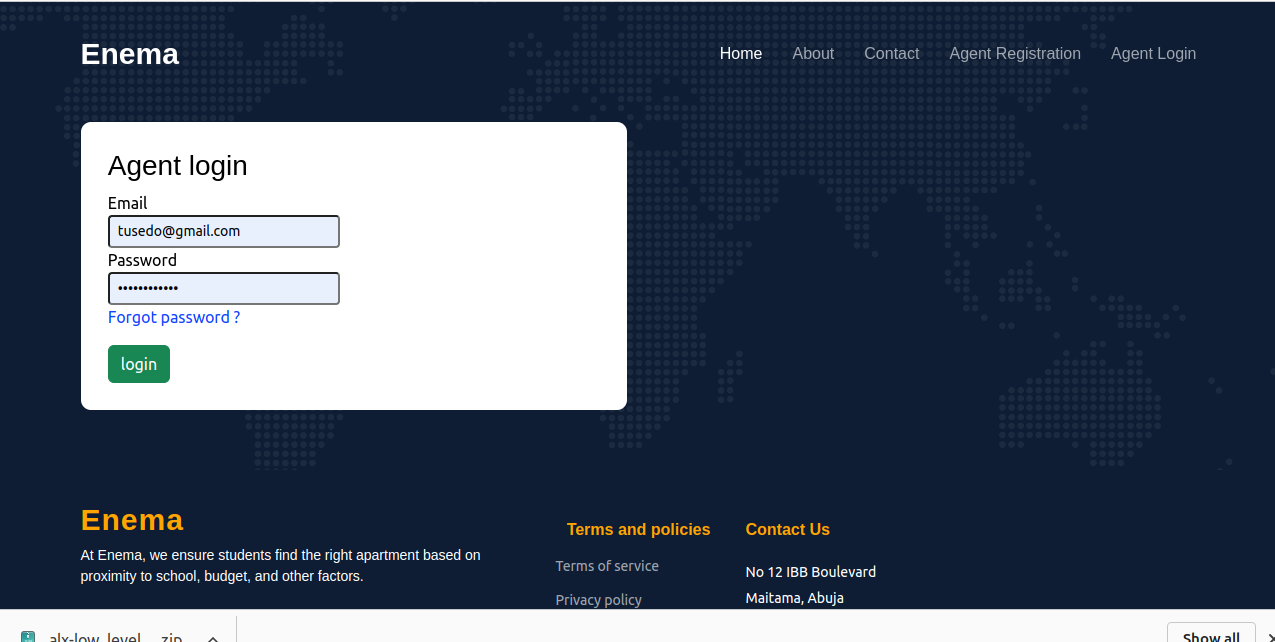 Enema
Home About Contact Agent Registration Agent Login
Agent login
Email
tusedo@gmail.com
Password
••••••••••••
Forgot password ?
login
Enema
At Enema, we ensure students find the right apartment based on
proximity to school, budget, and other factors.
Terms and policies
Terms of service
Privacy policy
Contact Us
No 12 IBB Boulevard
Maitama, Abuja
alx-low_level_...zip
Show all